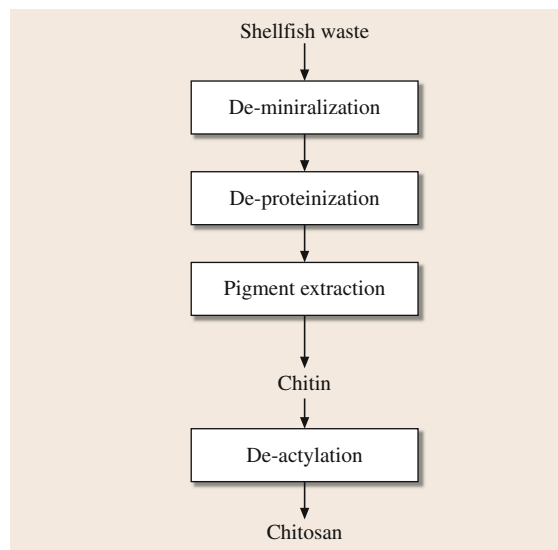 Shellfish waste
De-miniralization
De-proteinization
Pigment extraction
Chitin
De-actylation
Chitosan